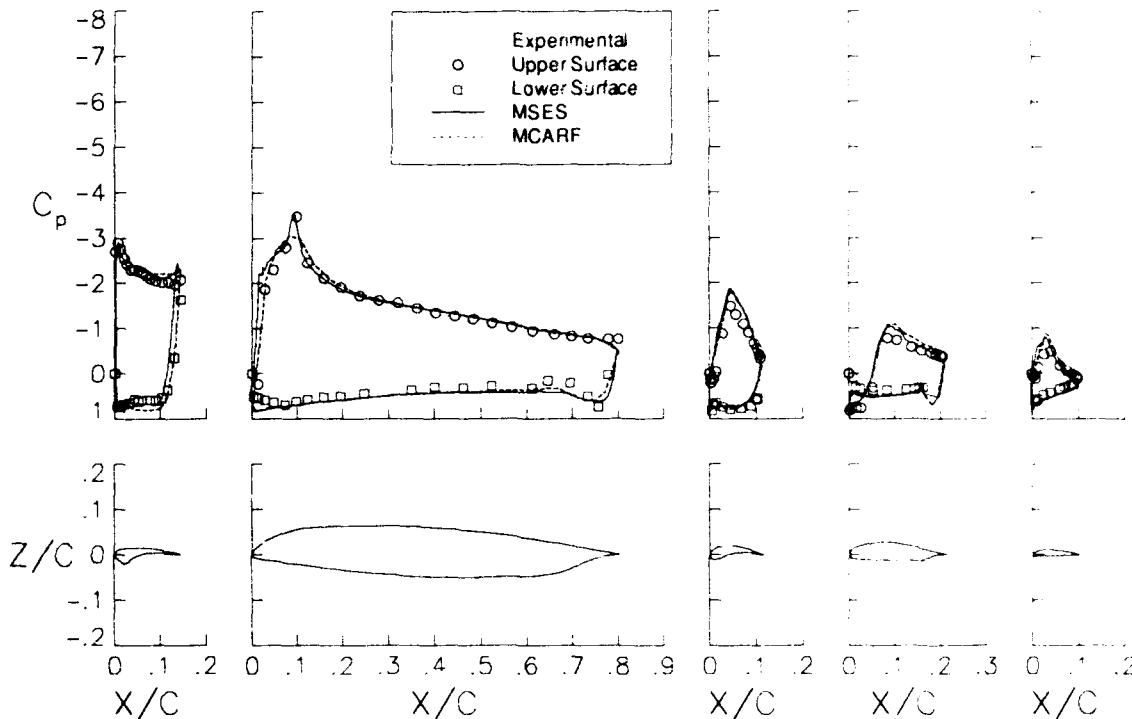 -8
-7
-6
-5
-4
C p
-3
-2
-1
0
1
Experimental
Upper Surface
Lower Surface
MSES
MCARF
.2
.1
Z/C 0
-.1
-.2
0 .1 .2
X/C
0 .1 .2 .3 .4 .5 .6 .7 .8 .9
X/C
0 .1 .2
X/C
0 .1 .2 .3
X/C
0 .1 .2
X/C